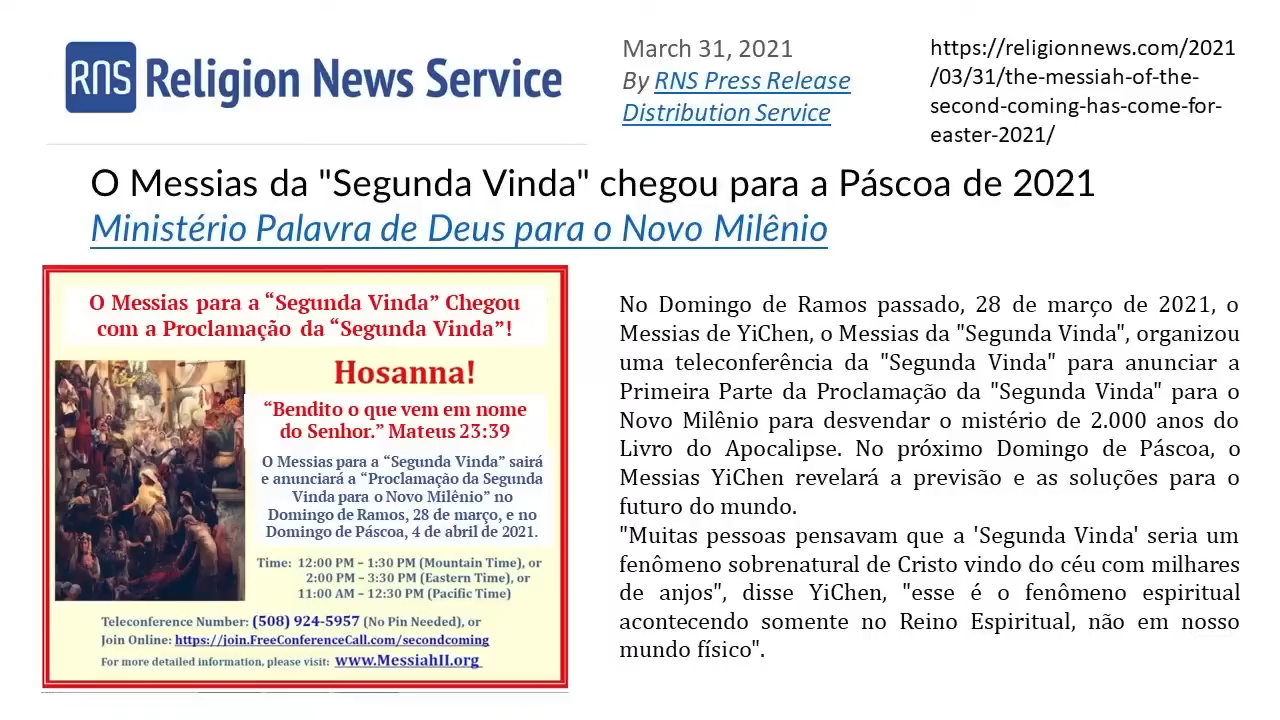 RNS Religion News Service
March 31, 2021
By RNS Press Release
Distribution Service
https://religionnews.com/2021
/03/31/the-messiah-of-the-
second-coming-has-come-for-
easter-2021/
O Messias da "Segunda Vinda" chegou para a Páscoa de 2021
Ministério Palavra de Deus para o Novo Milênio
O Messias para a “Segunda Vinda” Chegou
com a Proclamação da “Segunda Vinda”!
Hosanna!
“Bendito o que vem em nome
do Senhor.” Mateus 23:39
O Messias para a “Segunda Vinda” sairá
e anunciará a “Proclamação da Segunda
Vinda para o Novo Milênio” no
Domingo de Ramos, 28 de março, e no
Domingo de Páscoa, 4 de abril de 2021.
Time: 12:00 PM – 1:30 PM (Mountain Time), or
2:00 PM – 3:30 PM (Eastern Time), or
11:00 AM – 12:30 PM (Pacific Time)
Teleconference Number: (508) 924-5957 (No Pin Needed), or
Join Online: https://join.FreeConferenceCall.com/secondcoming
For more detailed information, please visit: www.MessiahII.org
No Domingo de Ramos passado, 28 de março de 2021, o
Messias de YiChen, o Messias da "Segunda Vinda", organizou
uma teleconferência da "Segunda Vinda" para anunciar a
Primeira Parte da Proclamação da "Segunda Vinda" para o
Novo Milênio para desvendar o mistério de 2.000 anos do
Livro do Apocalipse. No próximo Domingo de Páscoa, o
Messias YiChen revelará a previsão e as soluções para o
futuro do mundo.
"Muitas pessoas pensavam que a 'Segunda Vinda' seria um
fenômeno sobrenatural de Cristo vindo do céu com milhares
de anjos", disse YiChen, "esse é o fenômeno espiritual
acontecendo somente no Reino Espiritual, não em nosso
mundo físico".